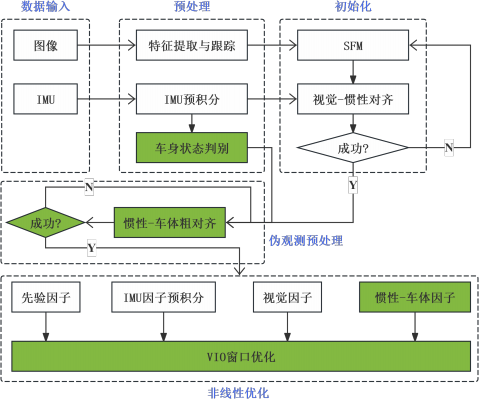 数据输入
预处理
初始化
图像
特征提取与跟踪
SFM
IMU
IMU预积分
视觉-惯性对齐
车身状态判别
成功?
N
Y
N
成功?
惯性-车体粗对齐
Y
伪观测预处理
先验因子
IMU因子预积分
视觉因子
惯性-车体因子
VIO窗口优化
非线性优化